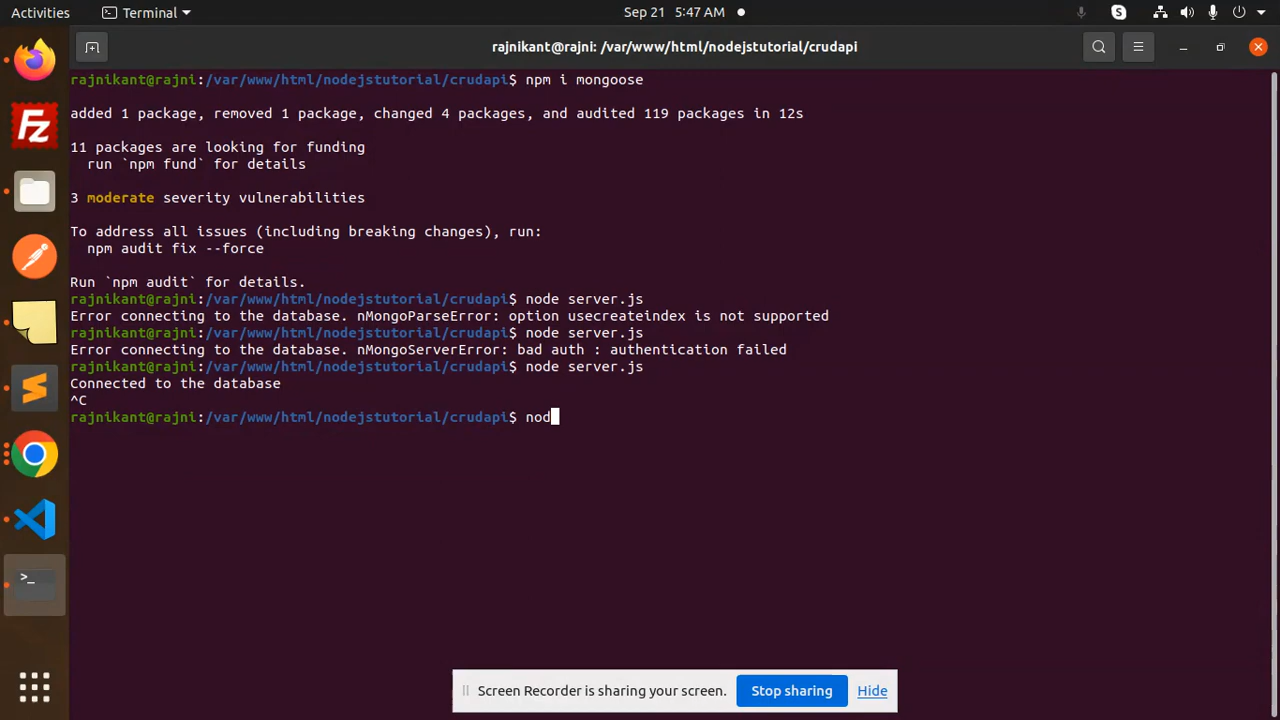 Activities
Terminal
Sep 21 5:47 AM
rajnikant@rajni: /var/www/html/nodejstutorial/crudapi
rajnikant@rajni:/var/www/html/nodejstutorial/crudapi$ npm i mongoose
added 1 package, removed 1 package, changed 4 packages, and audited 119 packages in 12s
11 packages are looking for funding
run `npm fund` for details
3 moderate severity vulnerabilities
To address all issues (including breaking changes), run:
npm audit fix --force
Run `npm audit` for details.
rajnikant@rajni:/var/www/html/nodejstutorial/crudapi$ node server.js
Error connecting to the database. nMongoParseError: option usecreateindex is not supported
rajnikant@rajni:/var/www/html/nodejstutorial/crudapi$ node server.js
Error connecting to the database. nMongoServerError: bad auth : authentication failed
rajnikant@rajni:/var/www/html/nodejstutorial/crudapi$ node server.js
Connected to the database
^C
rajnikant@rajni:/var/www/html/nodejstutorial/crudapi$ nod
Fz
>_
Screen Recorder is sharing your screen.
Stop sharing
Hide